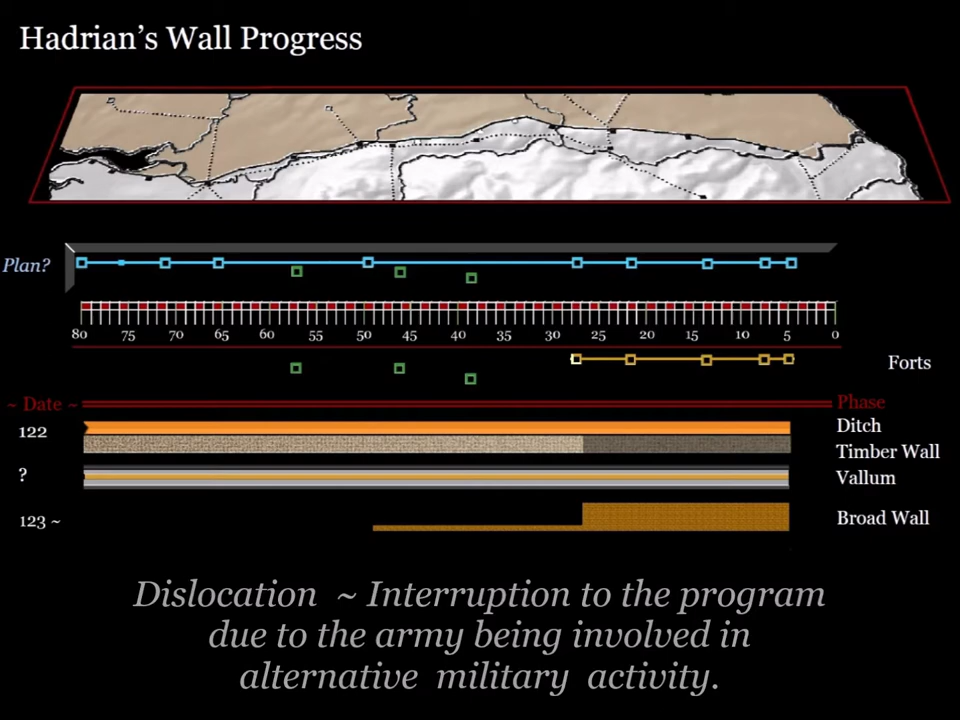 Hadrian's Wall Progress
Plan?
80 75 70 65 60 55 50 45 40 35 30 25 20 15 10 5 0
Forts
~ Date ~ Phase
122 Ditch
Timber Wall
? Vallum
123 ~ Broad Wall
Dislocation ~ Interruption to the program
due to the army being involved in
alternative military activity.